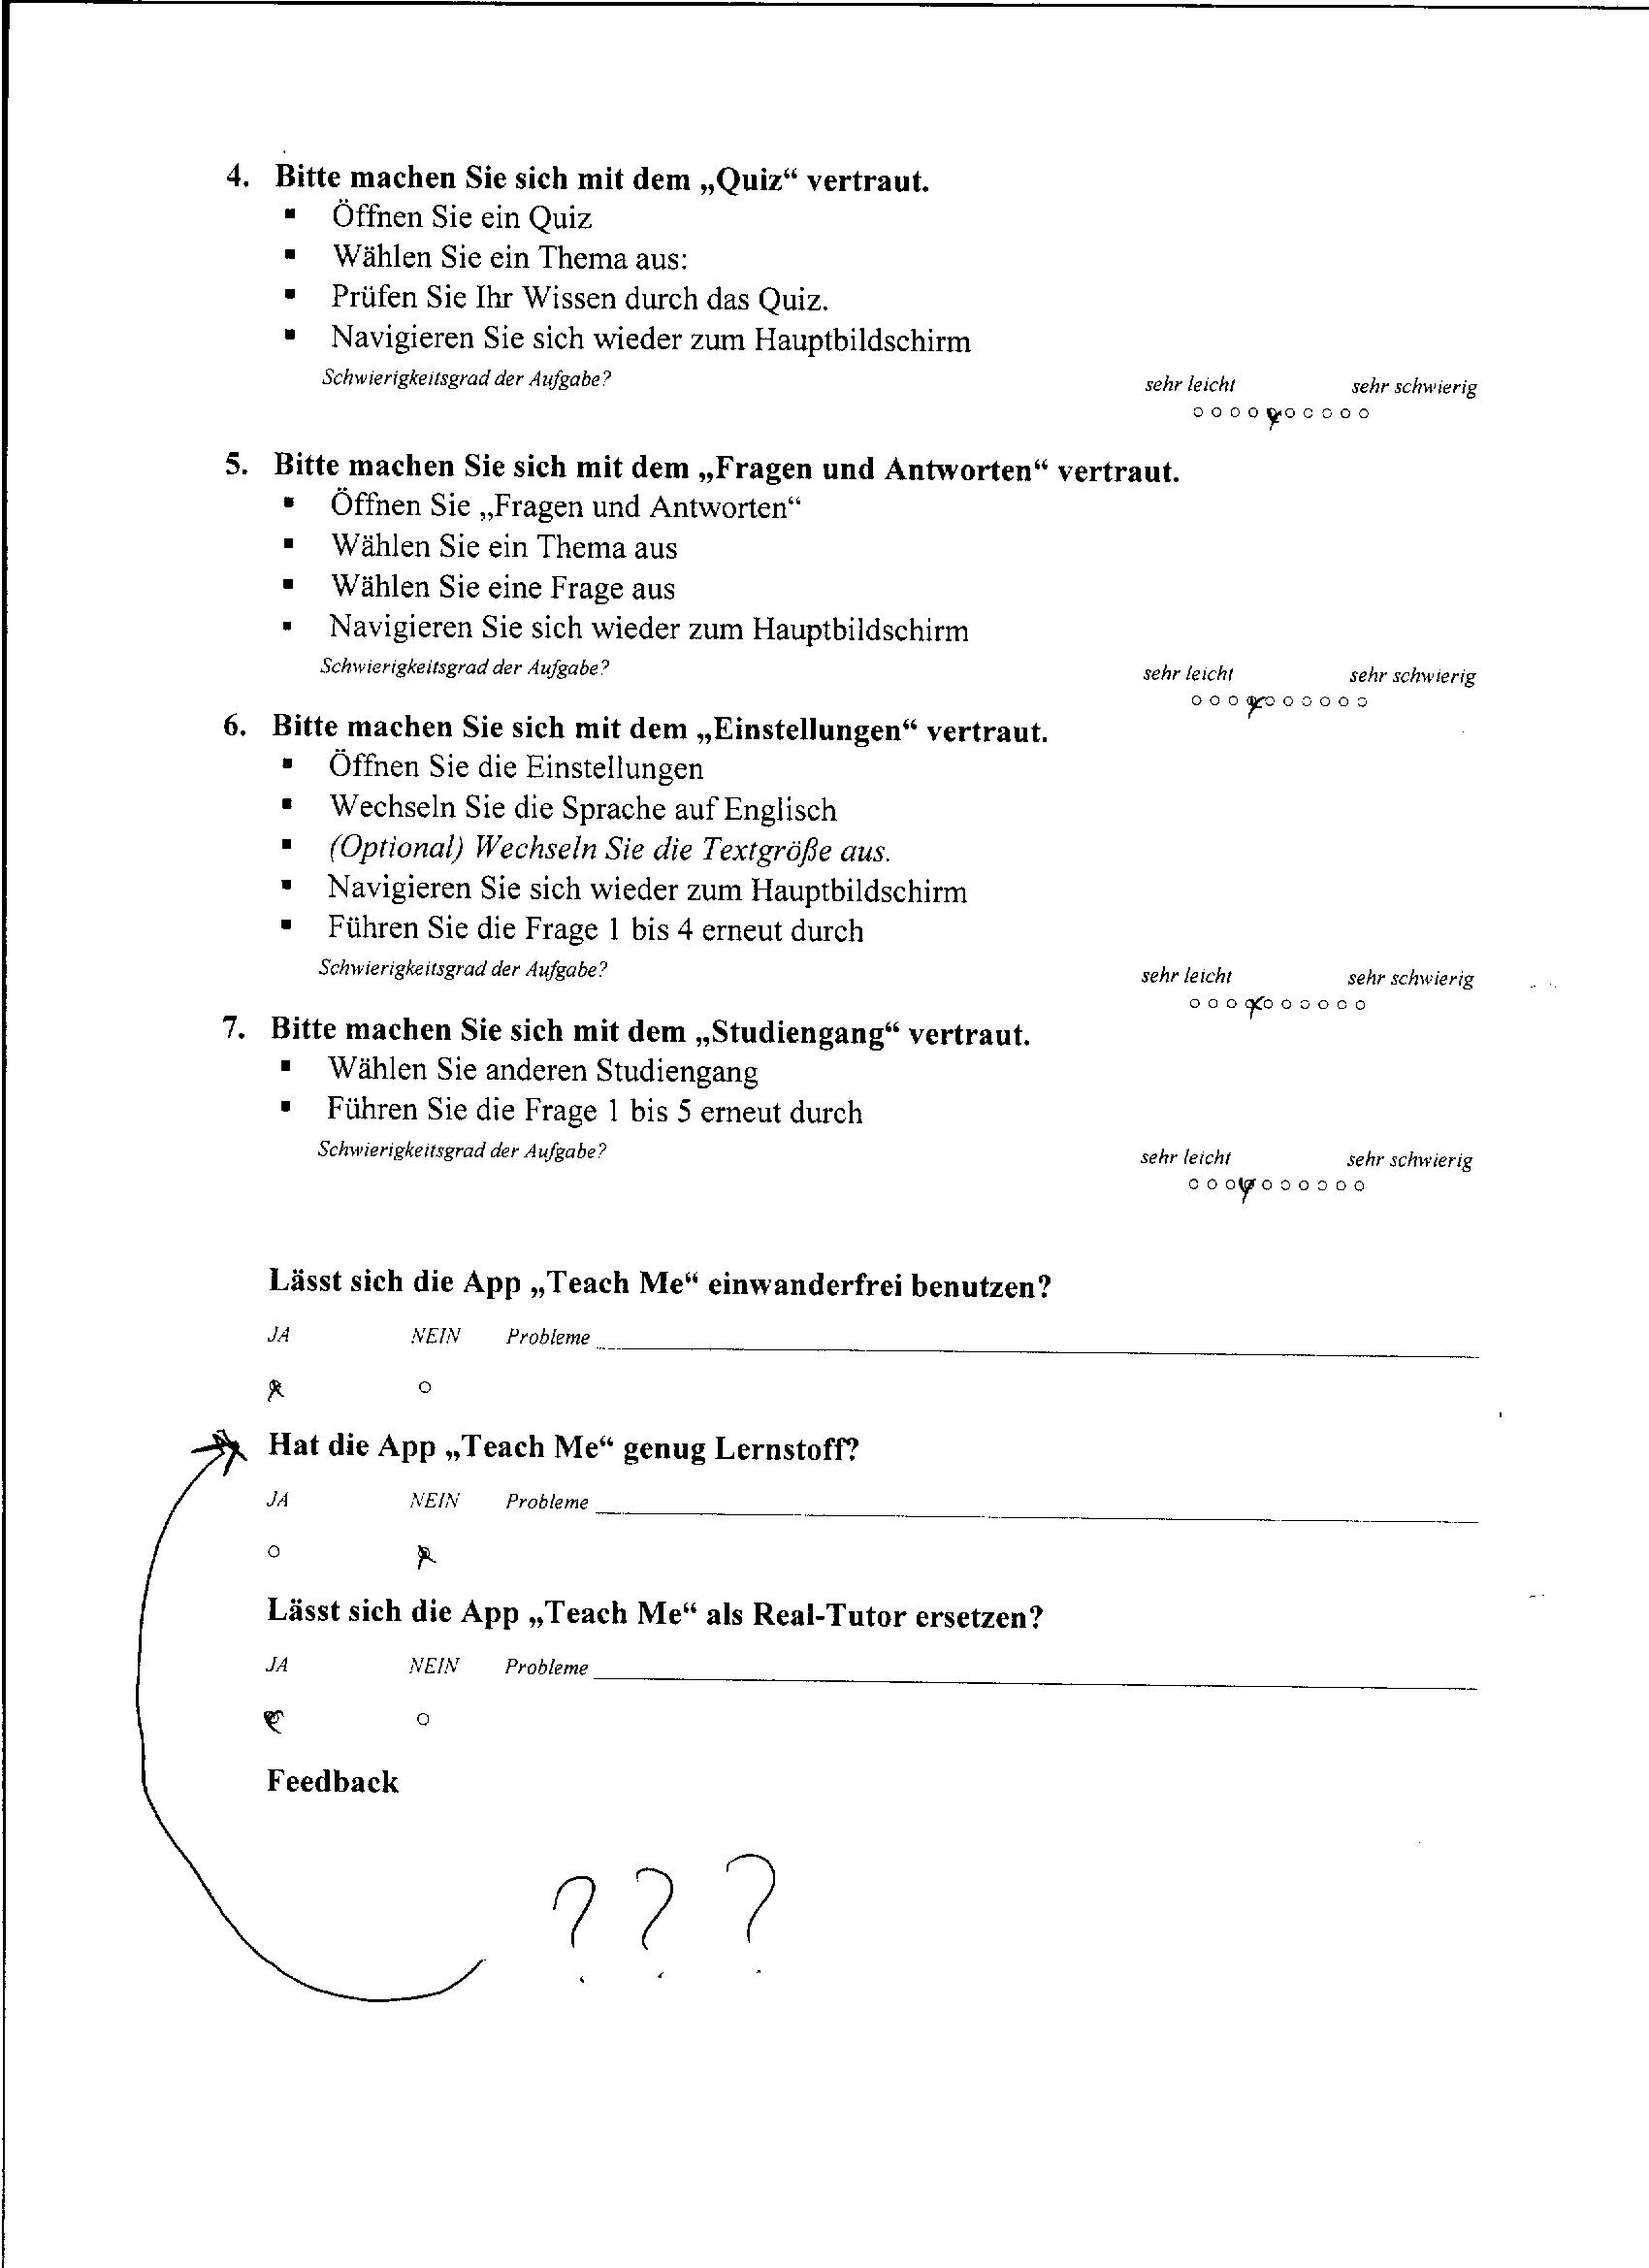 4. Bitte machen Sie sich mit dem „Quiz“ vertraut.
▪ Öffnen Sie ein Quiz
▪ Wählen Sie ein Thema aus:
▪ Prüfen Sie Ihr Wissen durch das Quiz.
▪ Navigieren Sie sich wieder zum Hauptbildschirm
Schwierigkeitsgrad der Aufgabe? sehr leicht sehr schwierig
5. Bitte machen Sie sich mit dem „Fragen und Antworten“ vertraut.
▪ Öffnen Sie „Fragen und Antworten“
▪ Wählen Sie ein Thema aus
▪ Wählen Sie eine Frage aus
▪ Navigieren Sie sich wieder zum Hauptbildschirm
Schwierigkeitsgrad der Aufgabe? sehr leicht sehr schwierig
6. Bitte machen Sie sich mit dem „Einstellungen“ vertraut.
▪ Öffnen Sie die Einstellungen
▪ Wechseln Sie die Sprache auf Englisch
▪ (Optional) Wechseln Sie die Textgröße aus.
▪ Navigieren Sie sich wieder zum Hauptbildschirm
▪ Führen Sie die Frage 1 bis 4 erneut durch
Schwierigkeitsgrad der Aufgabe? sehr leicht sehr schwierig
7. Bitte machen Sie sich mit dem „Studiengang“ vertraut.
▪ Wählen Sie anderen Studiengang
▪ Führen Sie die Frage 1 bis 5 erneut durch
Schwierigkeitsgrad der Aufgabe? sehr leicht sehr schwierig
Lässt sich die App „Teach Me“ einwanderfrei benutzen?
JA NEIN Probleme
Hat die App „Teach Me“ genug Lernstoff?
JA NEIN Probleme
Lässt sich die App „Teach Me“ als Real-Tutor ersetzen?
JA NEIN Probleme
Feedback
? ? ?